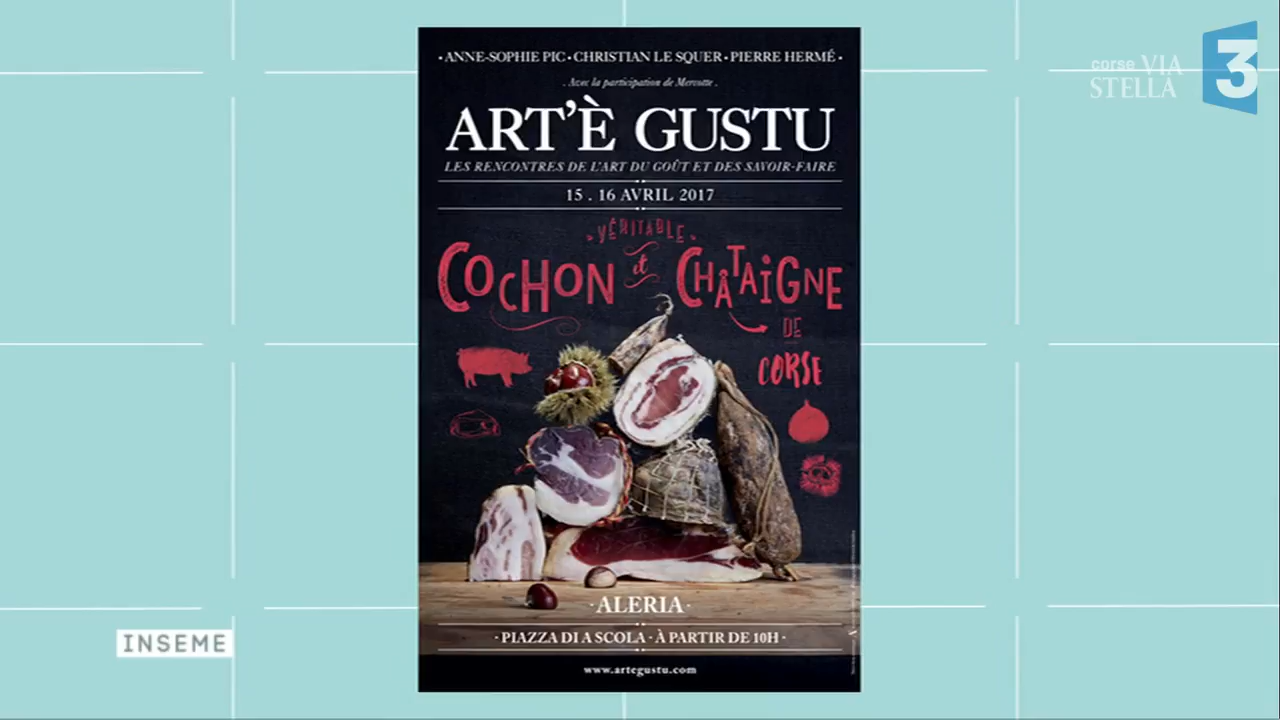 · ANNE-SOPHIE PIC · CHRISTIAN LE SQUER · PIERRE HERMÉ ·
. Avec la participation de Mercotte .
ART'È GUSTU
LES RENCONTRES DE L'ART DU GOÛT ET DES SAVOIR-FAIRE
15 . 16 AVRIL 2017
VÉRITABLE
COCHON et CHÂTAIGNE
DE
CORSE
· ALERIA ·
· PIAZZA DI A SCOLA · À PARTIR DE 10H ·
www.artegustu.com
INSEME
corse VIA
STELLA
3